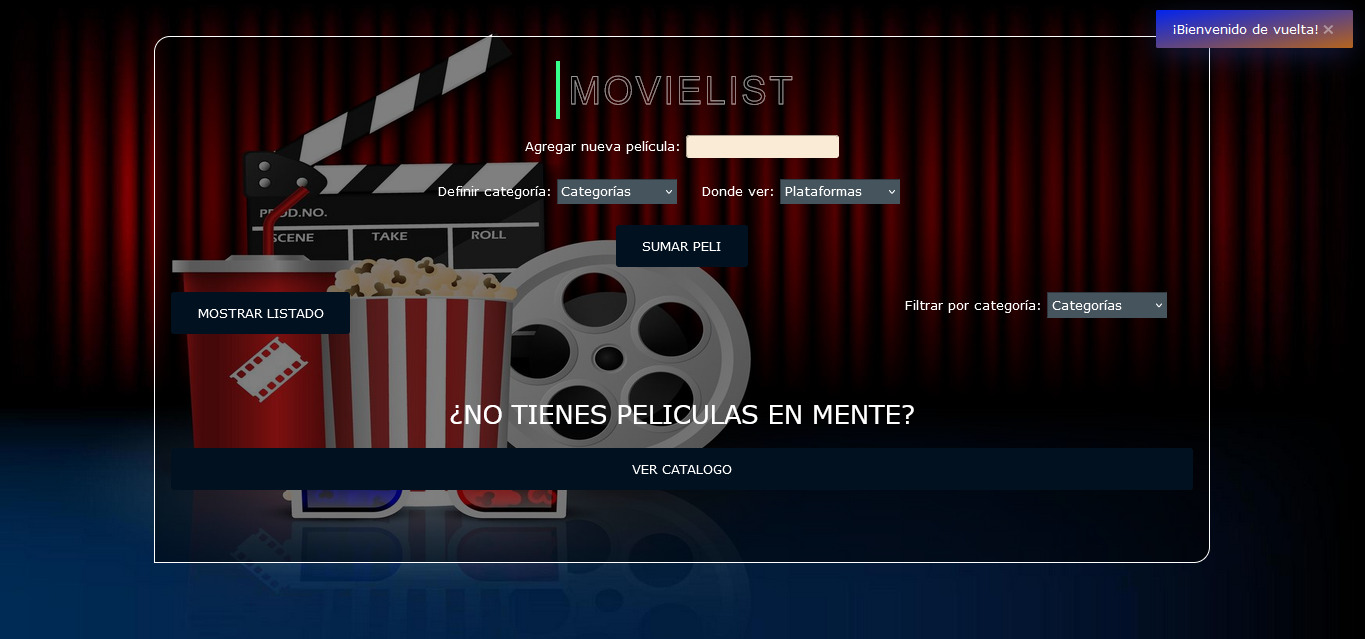 ¡Bienvenido de vuelta! ×
MOVIELIST
Agregar nueva película:
Definir categoría: Categorías Donde ver: Plataformas
PROD.NO.
SCENE TAKE ROLL
SUMAR PELI
MOSTRAR LISTADO Filtrar por categoría: Categorías
¿NO TIENES PELICULAS EN MENTE?
VER CATALOGO